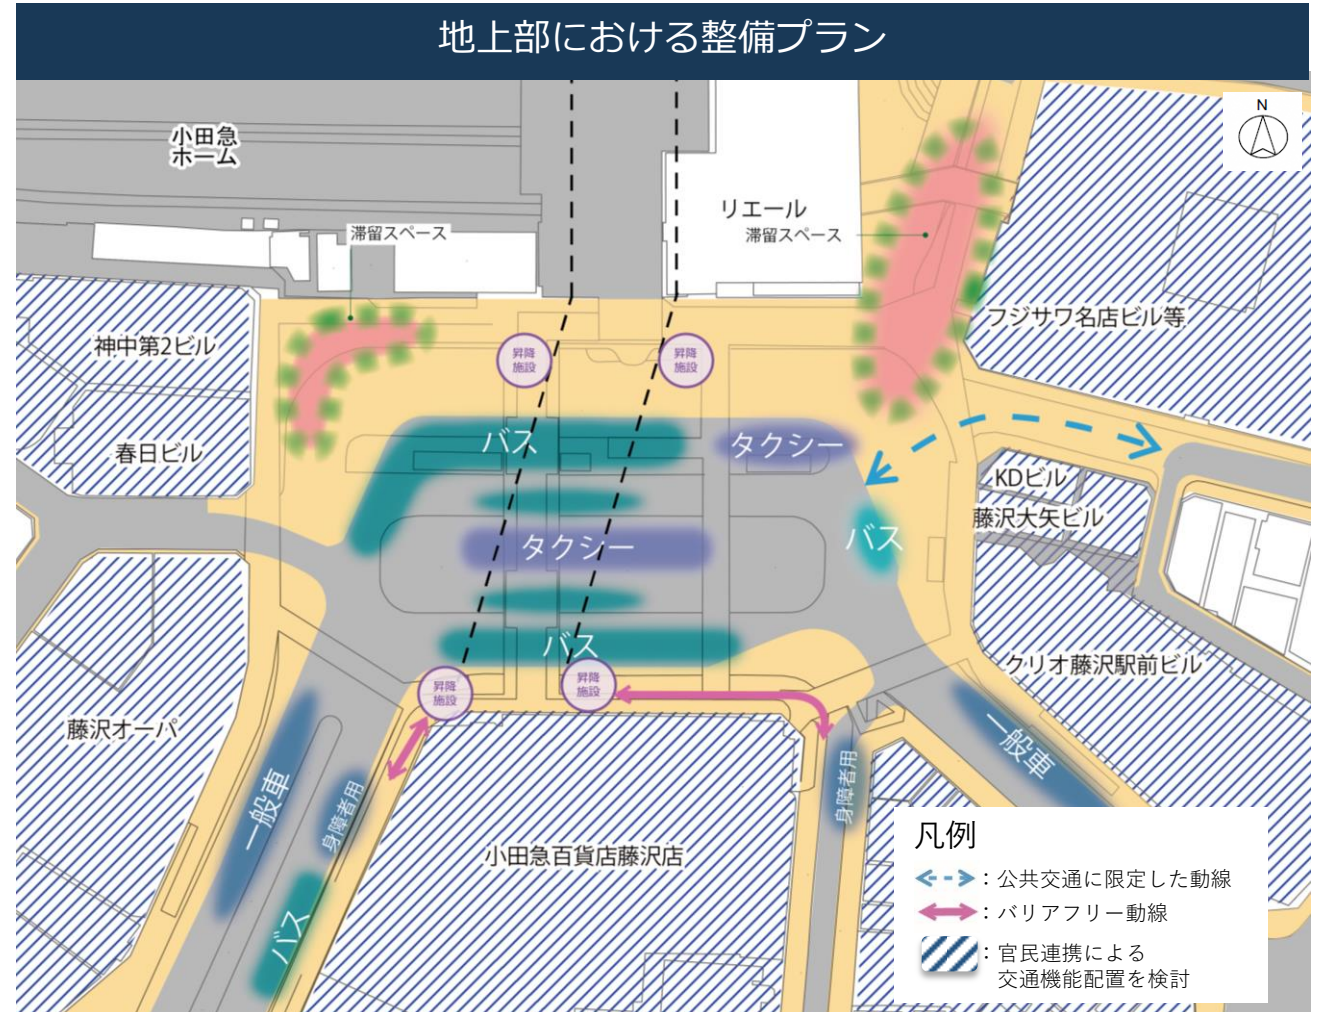 地上部における整備プラン
N
小田急
ホーム
リエール
滞留スペース
滞留スペース
フジサワ名店ビル等
神中第2ビル
昇降
施設
昇降
施設
バス
タクシー
春日ビル
KDビル
藤沢大矢ビル
タクシー
バス
バス
クリオ藤沢駅前ビル
昇降
施設
昇降
施設
藤沢オーパ
一般車
一般車
身障者用
身障者用
小田急百貨店藤沢店
バス
凡例
：公共交通に限定した動線
：バリアフリー動線
：官民連携による
交通機能配置を検討